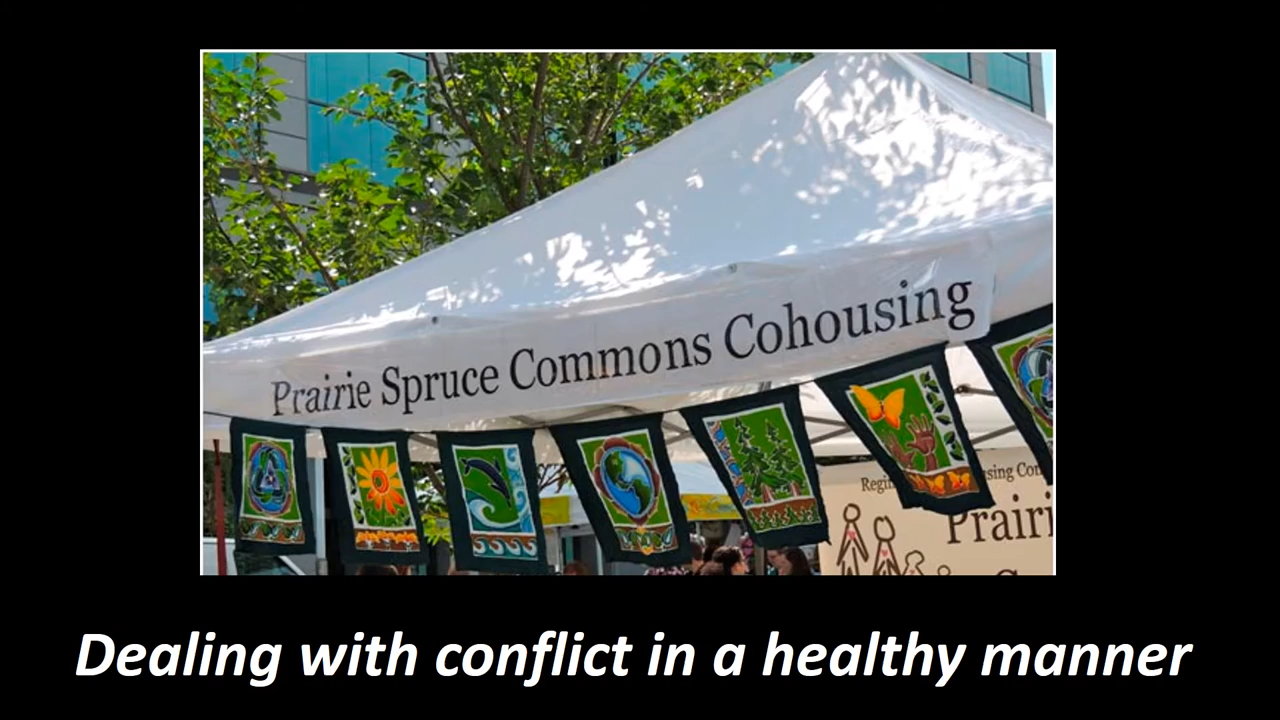 Prairie Spruce Commons Cohousing
Prairi
Dealing with conflict in a healthy manner